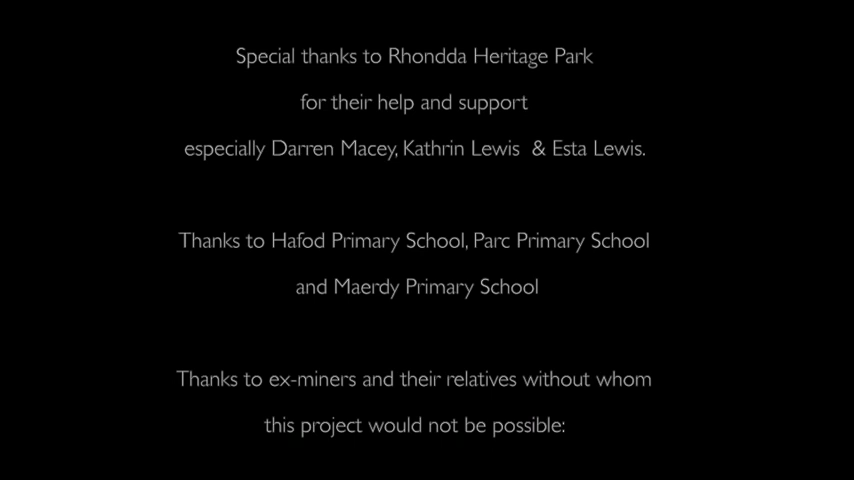 Special thanks to Rhondda Heritage Park
for their help and support
especially Darren Macey, Kathrin Lewis & Esta Lewis.
Thanks to Hafod Primary School, Parc Primary School
and Maerdy Primary School
Thanks to ex-miners and their relatives without whom
this project would not be possible: